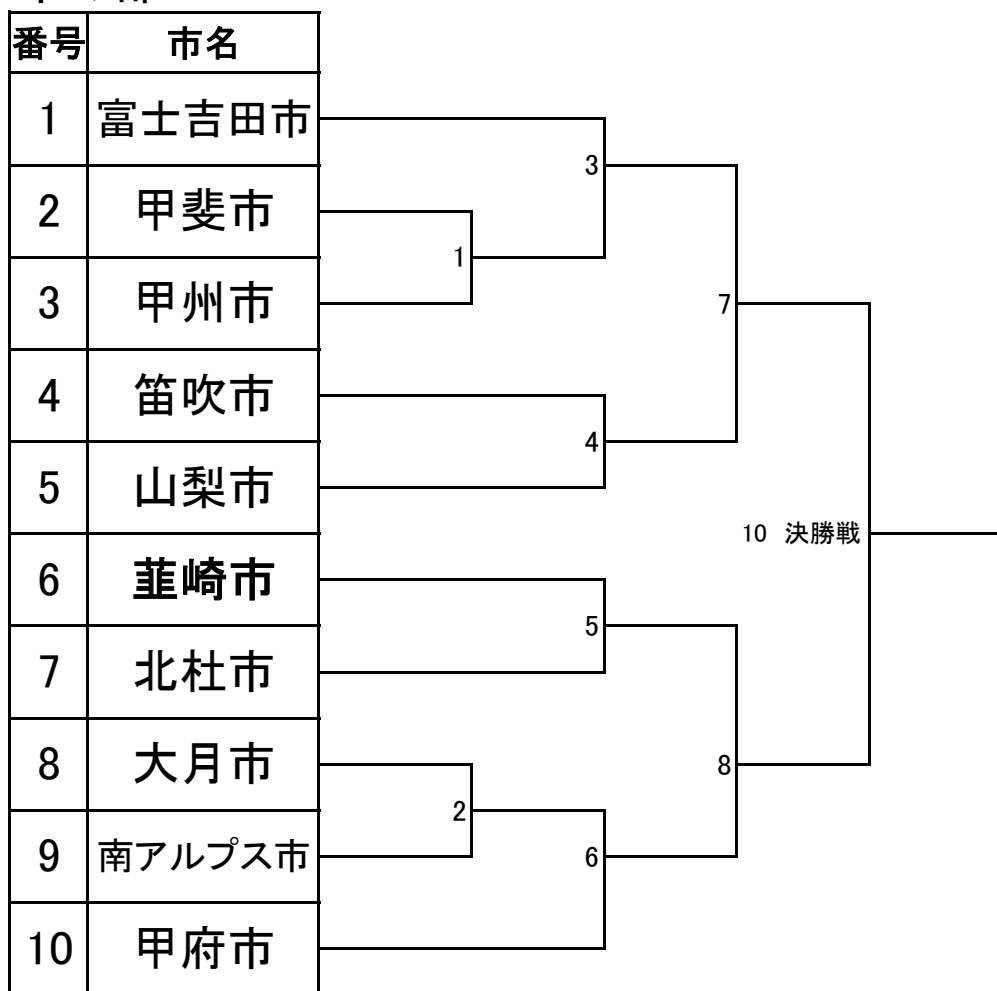 番号 市名
1 富士吉田市
3
2 甲斐市
1
3 甲州市
7
4 笛吹市
4
5 山梨市
10 決勝戦
6 韮崎市
5
7 北杜市
8 大月市
8
2
9 南アルプス市
6
10 甲府市